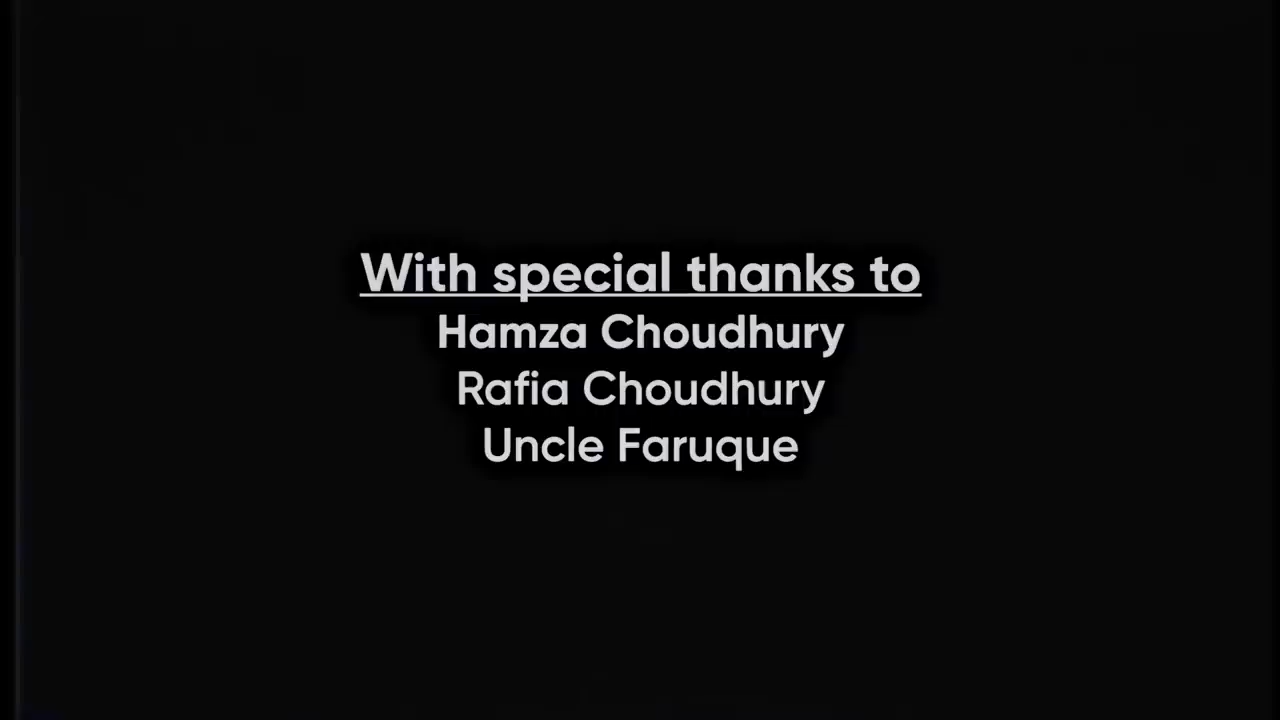 With special thanks to
Hamza Choudhury
Rafia Choudhury
Uncle Faruque